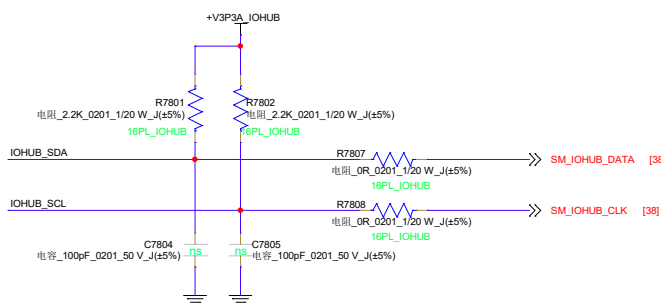 +V3P3A_IOHUB
R7801
R7802
电阻_2.2K_0201_1/20 W_J(±5%)
电阻_2.2K_0201_1/20 W_J(±5%)
16PL_IOHUB
16PL_IOHUB
IOHUB_SDA
R7807
SM_IOHUB_DATA [38
电阻_0R_0201_1/20 W_J(±5%)
16PL_IOHUB
IOHUB_SCL
R7808
SM_IOHUB_CLK [38]
电阻_0R_0201_1/20 W_J(±5%)
16PL_IOHUB
C7804
C7805
ns
ns
电容_100pF_0201_50 V_J(±5%)
电容_100pF_0201_50 V_J(±5%)